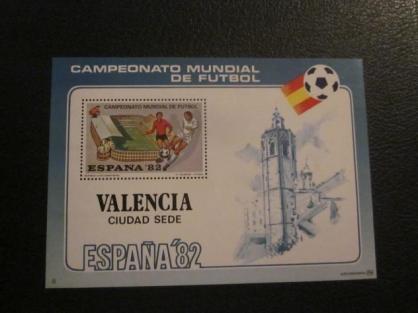 CAMPEONATO MUNDIAL
DE FUTBOL
CAMPEONATO MUNDIAL DE FUTBOL
ESPAÑA'82
VALENCIA
CIUDAD SEDE
ESPAÑA'82